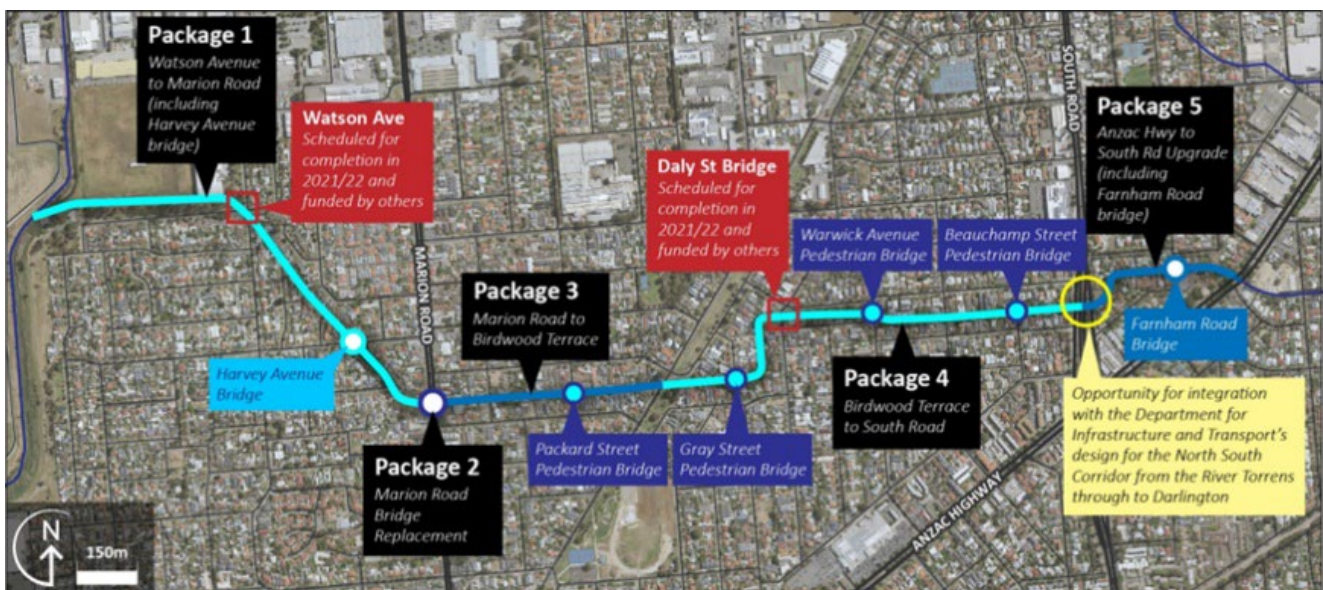 Package 1
Watson Avenue
to Marion Road
(including
Harvey Avenue
bridge)
Watson Ave
Scheduled for
completion in
2021/22 and
funded by others
MARION ROAD
Package 3
Marion Road to
Birdwood Terrace
Daly St Bridge
Scheduled for
completion in
2021/22 and
funded by others
Warwick Avenue
Pedestrian Bridge
Beauchamp Street
Pedestrian Bridge
SOUTH ROAD
Package 5
Anzac Hwy to
South Rd Upgrade
(including
Farnham Road
bridge)
Harvey Avenue
Bridge
Package 2
Marion Road
Bridge
Replacement
Packard Street
Pedestrian Bridge
Gray Street
Pedestrian Bridge
Package 4
Birdwood Terrace
to South Road
Farnham Road
Bridge
Opportunity for integration
with the Department for
Infrastructure and Transport's
design for the North South
Corridor from the River Torrens
through to Darlington
ANZAC HIGHWAY
N
150m